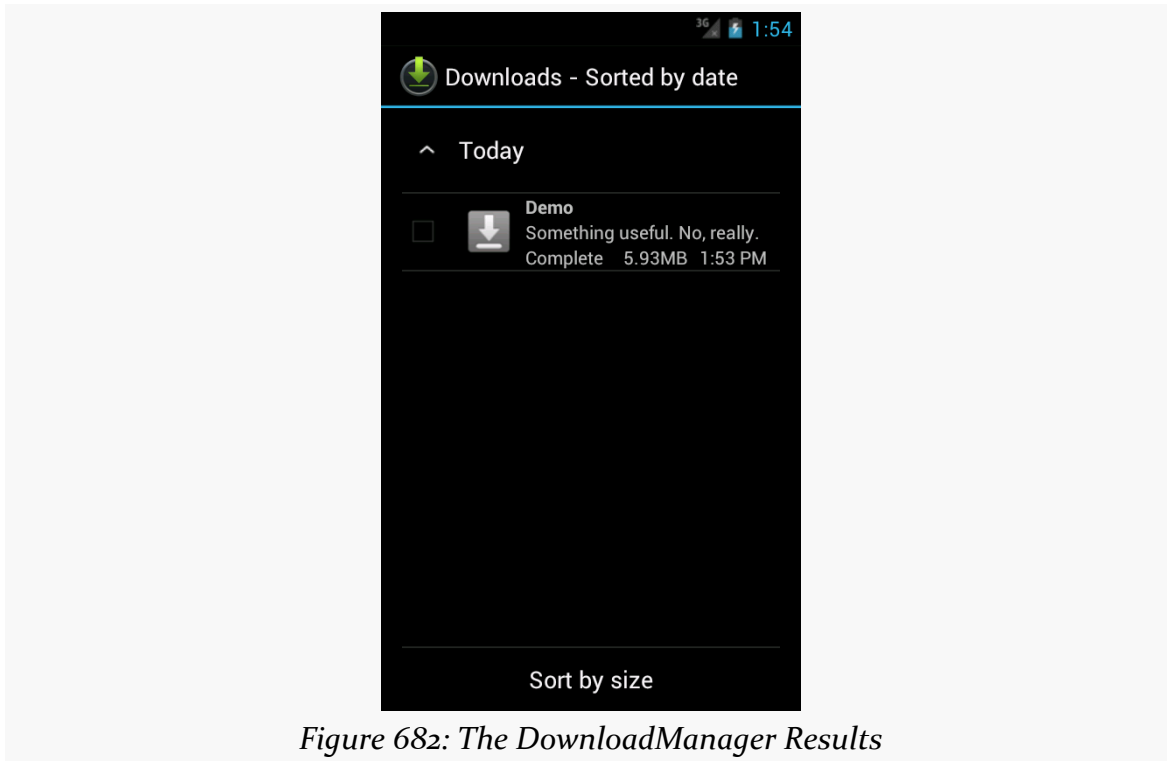 3G 1:54
Downloads - Sorted by date
Today
Demo
Something useful. No, really.
Complete 5.93MB 1:53 PM
Sort by size
Figure 682: The DownloadManager Results